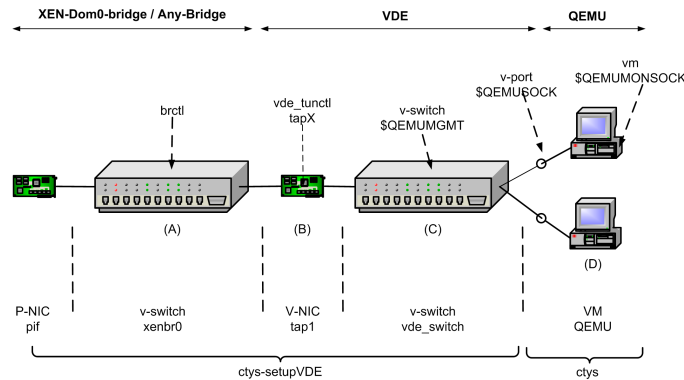 XEN-Dom0-bridge / Any-Bridge
VDE
QEMU
brctl
vde_tunctl
tapX
v-switch
$QEMUMGMT
v-port
$QEMUSOCK
vm
$QEMUMONSOCK
(A)
(B)
(C)
(D)
P-NIC
pif
v-switch
xenbr0
V-NIC
tap1
v-switch
vde_switch
VM
QEMU
ctys-setupVDE
ctys